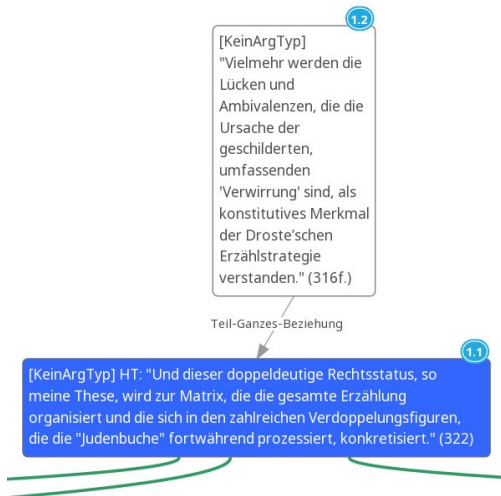 1.2
[KeinArgTyp]
"Vielmehr werden die
Lücken und
Ambivalenzen, die die
Ursache der
geschilderten,
umfassenden
'Verwirrung' sind, als
konstitutives Merkmal
der Droste’schen
Erzählstrategie
verstanden." (316f.)
Teil-Ganzes-Beziehung
1.1
[KeinArgTyp] HT: "Und dieser doppeldeutige Rechtsstatus, so
meine These, wird zur Matrix, die die gesamte Erzählung
organisiert und die sich in den zahlreichen Verdoppelungsfiguren,
die die "Judenbuche" fortwährend prozessiert, konkretisiert." (322)